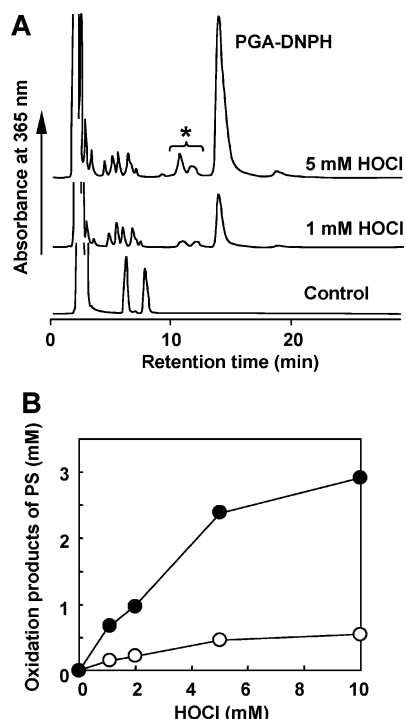 A
PGA-DNPH
*
5 mM HOCl
1 mM HOCl
Control
Absorbance at 365 nm
0 10 20
Retention time (min)
B
Oxidation products of PS (mM)
3
2
1
0
0 2 4 6 8 10
HOCl (mM)